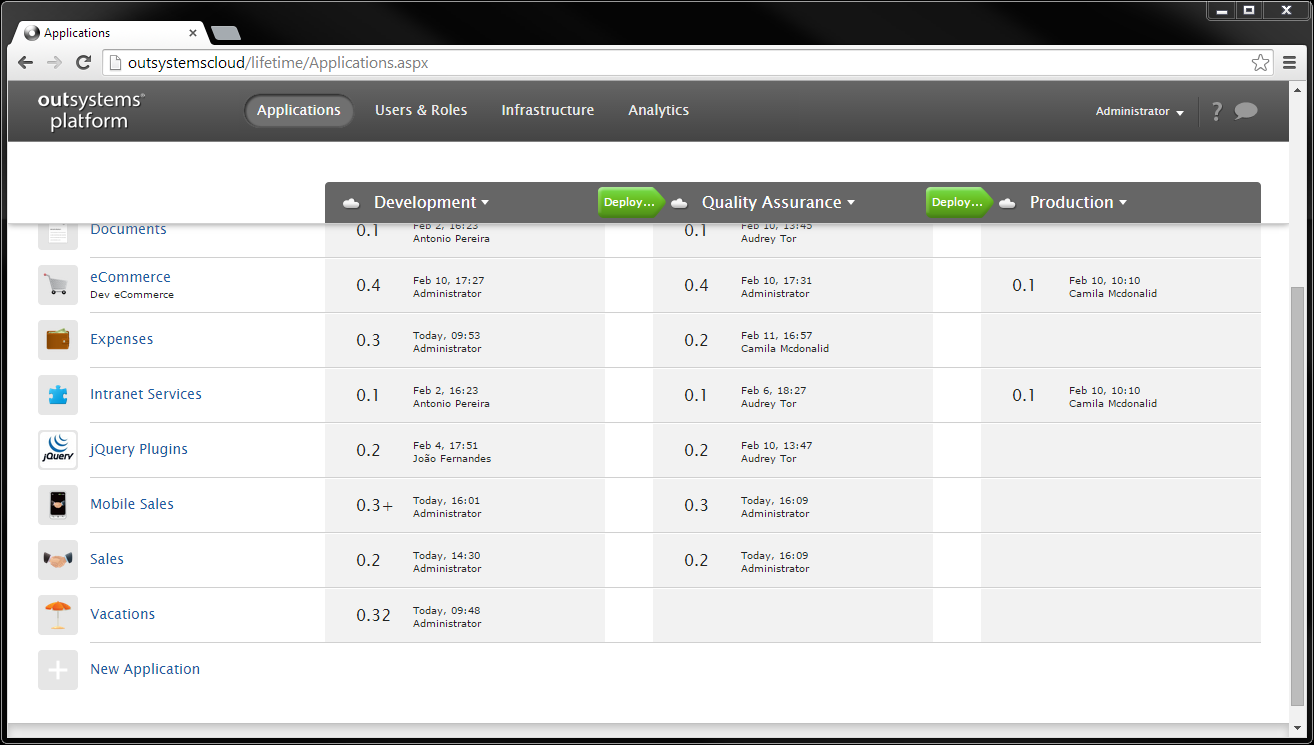 Applications
outsystemscloud/lifetime/Applications.aspx
outsystems®
platform
Applications Users & Roles Infrastructure Analytics Administrator ?
Development Deploy... Quality Assurance Deploy... Production
Documents 0.1 Feb 2, 16:23 0.1 Feb 10, 13:45
Antonio Pereira Audrey Tor
eCommerce 0.4 Feb 10, 17:27 0.4 Feb 10, 17:31 0.1 Feb 10, 10:10
Dev eCommerce Administrator Administrator Camila Mcdonalid
Expenses 0.3 Today, 09:53 0.2 Feb 11, 16:57
Administrator Camila Mcdonalid
Intranet Services 0.1 Feb 2, 16:23 0.1 Feb 6, 18:27 0.1 Feb 10, 10:10
Antonio Pereira Audrey Tor Camila Mcdonalid
jQuery jQuery Plugins 0.2 Feb 4, 17:51 0.2 Feb 10, 13:47
João Fernandes Audrey Tor
Mobile Sales 0.3+ Today, 16:01 0.3 Today, 16:09
Administrator Administrator
Sales 0.2 Today, 14:30 0.2 Today, 16:09
Administrator Administrator
Vacations 0.32 Today, 09:48
Administrator
New Application